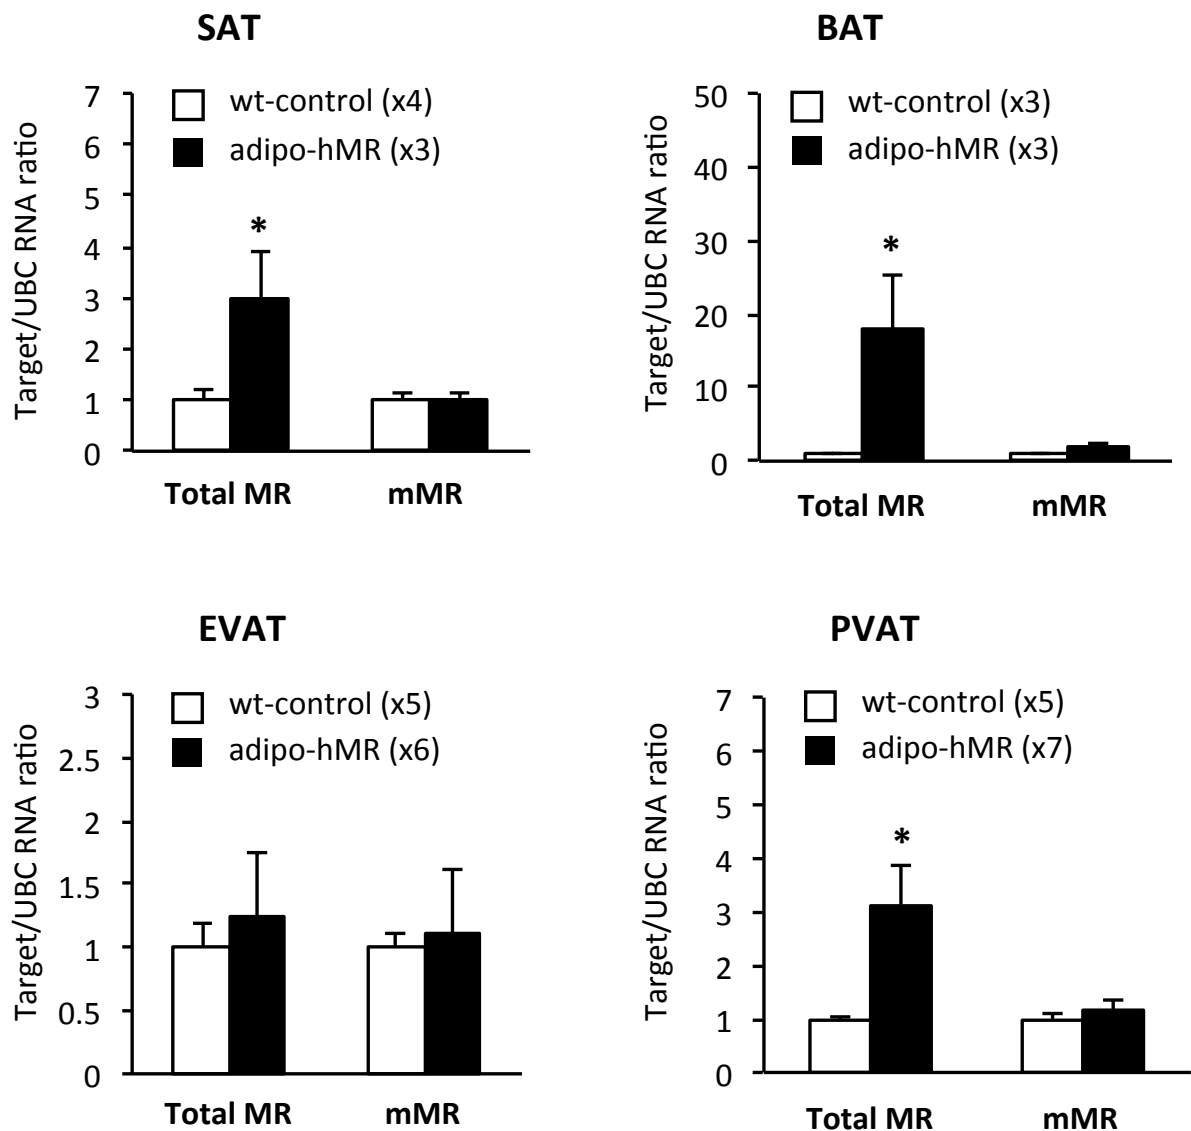 SAT
Target/UBC RNA ratio
7
6
5
4
3
2
1
0
wt-control (x4)
adipo-hMR (x3)
*
Total MR
mMR
BAT
Target/UBC RNA ratio
50
40
30
20
10
0
wt-control (x3)
adipo-hMR (x3)
*
Total MR
mMR
EVAT
Target/UBC RNA ratio
3
2.5
2
1.5
1
0.5
0
wt-control (x5)
adipo-hMR (x6)
Total MR
mMR
PVAT
Target/UBC RNA ratio
7
6
5
4
3
2
1
0
wt-control (x5)
adipo-hMR (x7)
*
Total MR
mMR